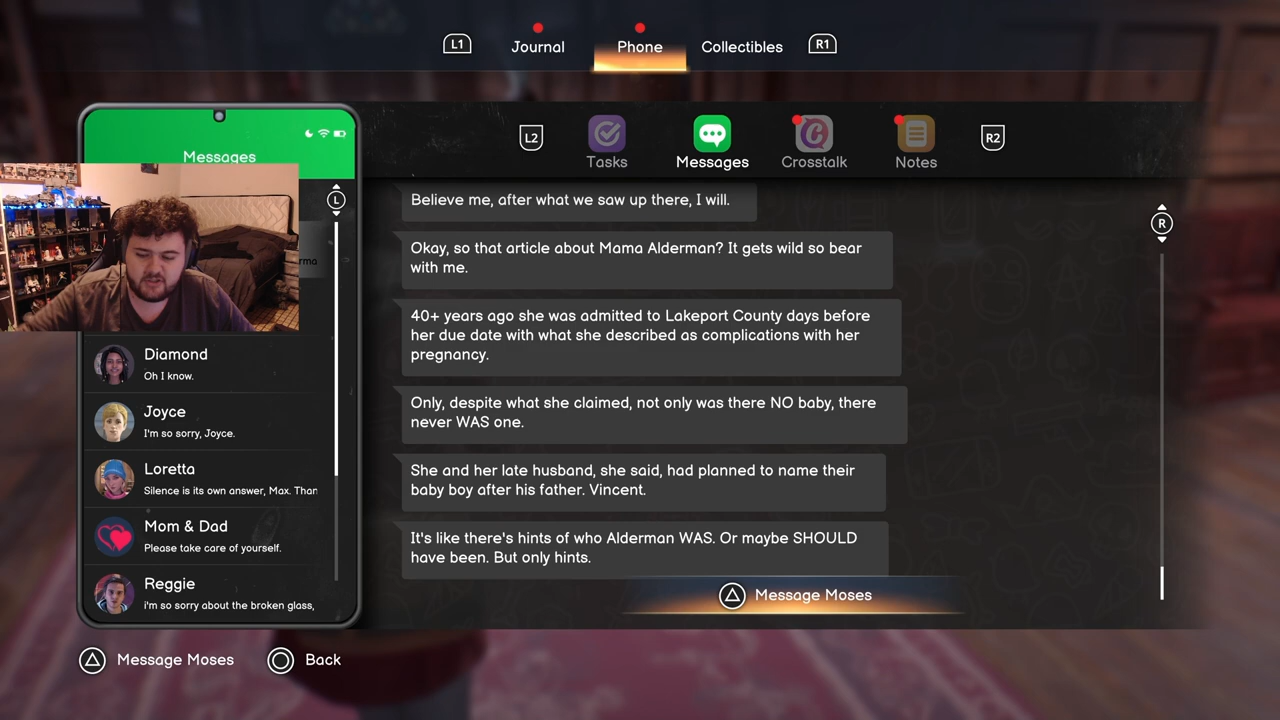 L1
Journal
Phone
Collectibles
R1
Messages
L2
Tasks
Messages
Crosstalk
Notes
R2
L
rma
Diamond
Oh I know.
Joyce
I'm so sorry, Joyce.
Loretta
Silence is its own answer, Max. Than
Mom & Dad
Please take care of yourself.
Reggie
i'm so sorry about the broken glass,
Believe me, after what we saw up there, I will.
Okay, so that article about Mama Alderman? It gets wild so bear
with me.
40+ years ago she was admitted to Lakeport County days before
her due date with what she described as complications with her
pregnancy.
Only, despite what she claimed, not only was there NO baby, there
never WAS one.
She and her late husband, she said, had planned to name their
baby boy after his father. Vincent.
It's like there's hints of who Alderman WAS. Or maybe SHOULD
have been. But only hints.
R
Message Moses
Message Moses
Back